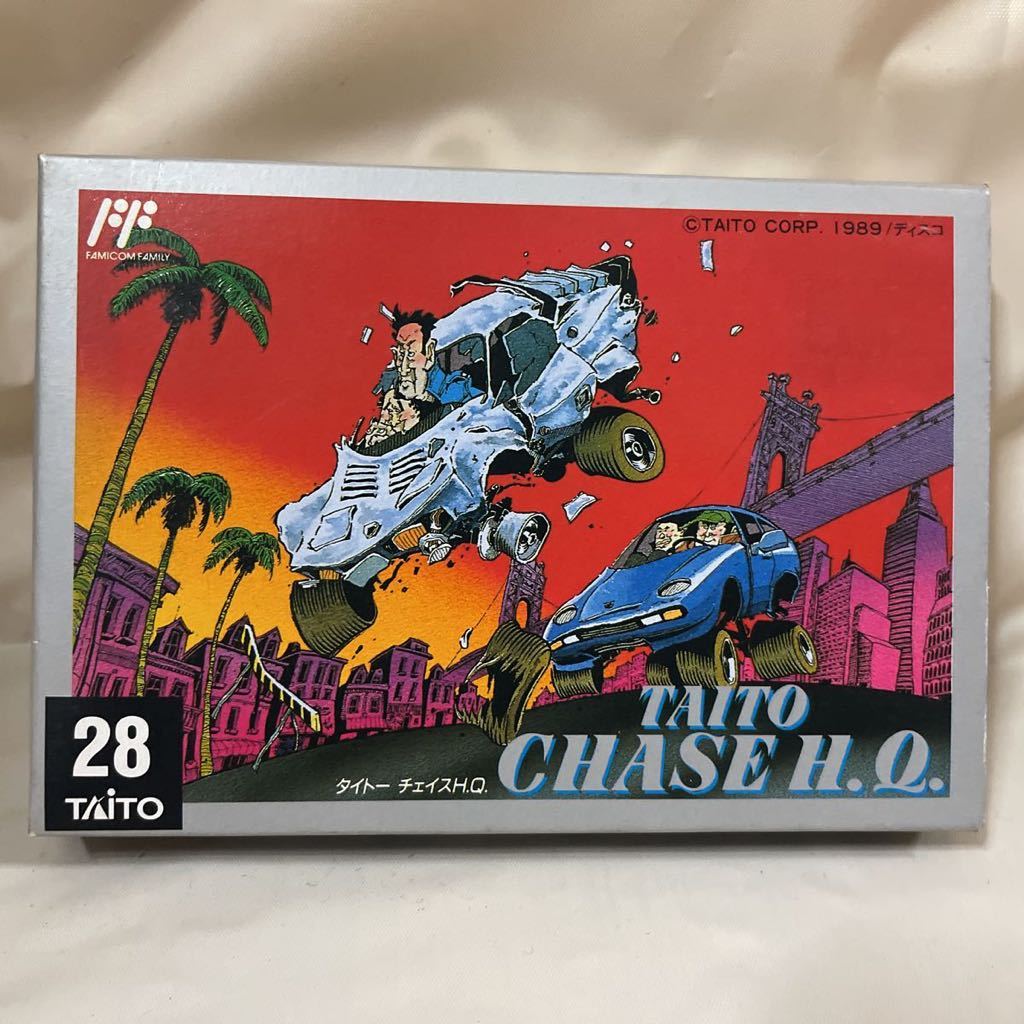 FF
FAMICOM FAMILY
©TAITO CORP. 1989/ディスコ
TAITO
CHASE H.Q.
タイトー チェイスH.Q.
28
TAITO